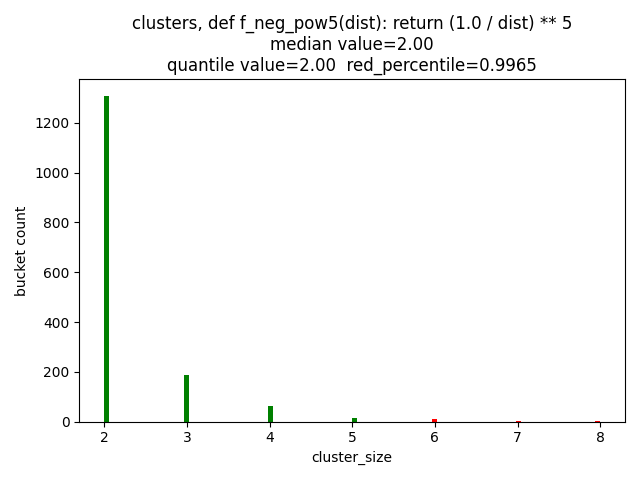 clusters, def f_neg_pow5(dist): return (1.0 / dist) ** 5
median value=2.00
quantile value=2.00  red_percentile=0.9965
bucket count
1200
1000
800
600
400
200
0
2 3 4 5 6 7 8
cluster_size